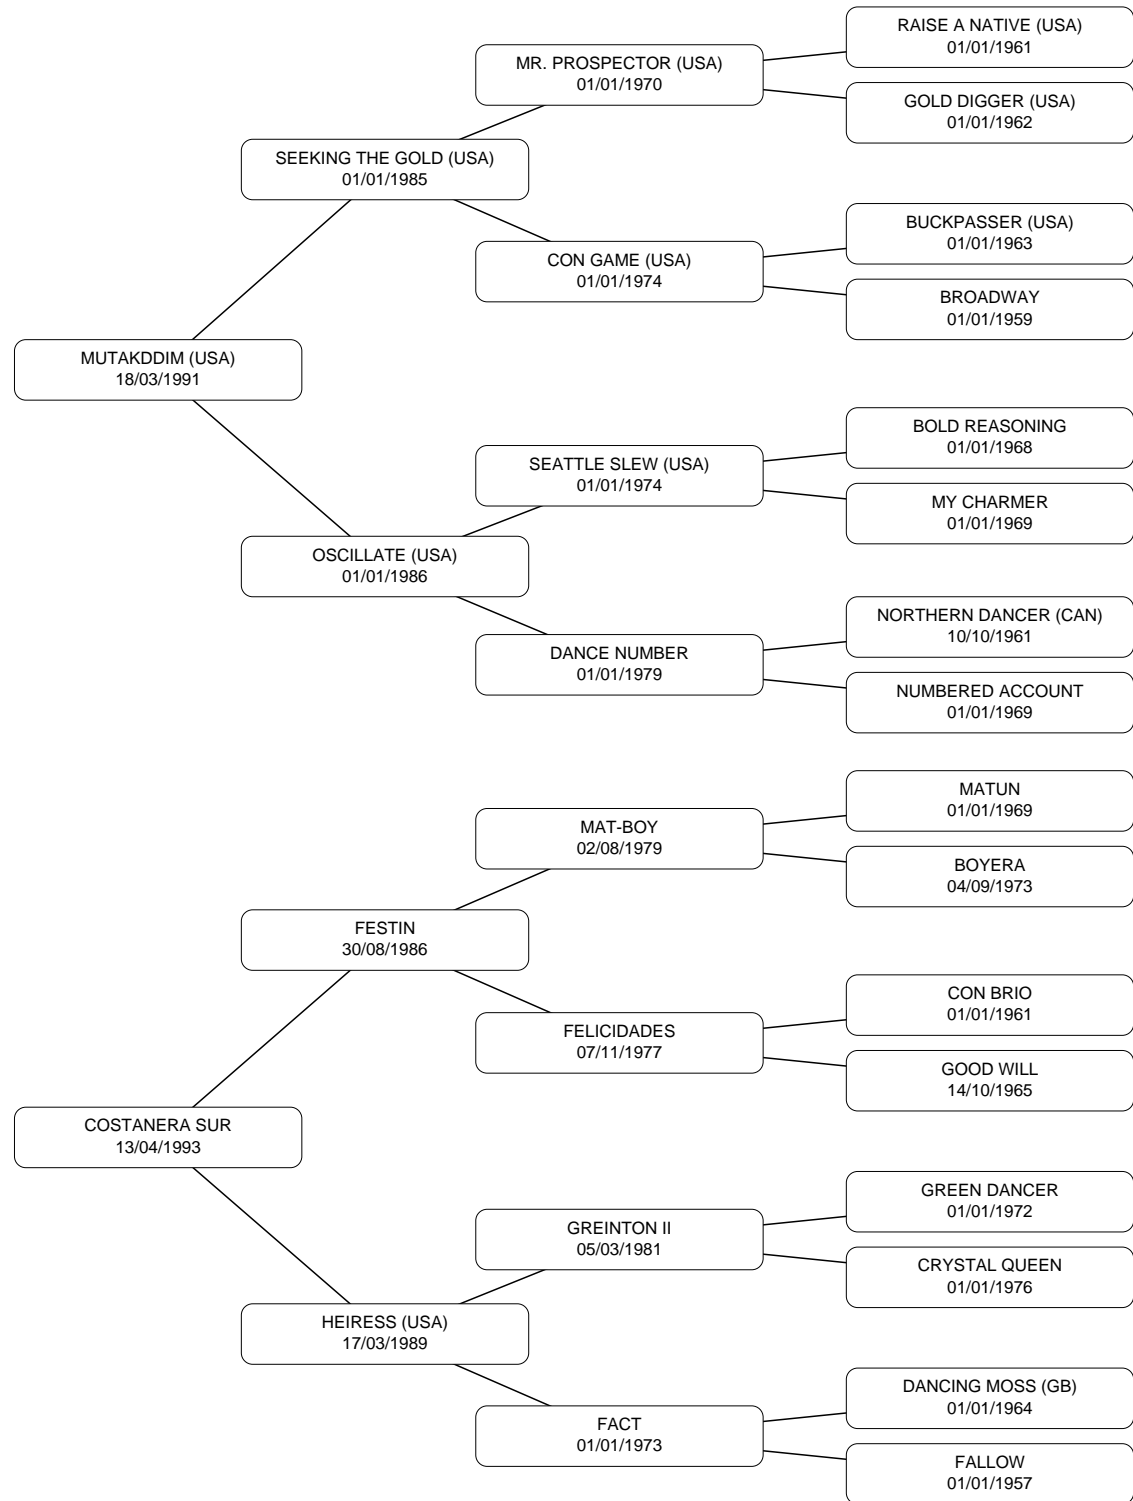 RAISE A NATIVE (USA)
01/01/1961
MR. PROSPECTOR (USA)
01/01/1970
GOLD DIGGER (USA)
01/01/1962
SEEKING THE GOLD (USA)
01/01/1985
BUCKPASSER (USA)
01/01/1963
CON GAME (USA)
01/01/1974
BROADWAY
01/01/1959
MUTAKDDIM (USA)
18/03/1991
BOLD REASONING
01/01/1968
SEATTLE SLEW (USA)
01/01/1974
MY CHARMER
01/01/1969
OSCILLATE (USA)
01/01/1986
NORTHERN DANCER (CAN)
10/10/1961
DANCE NUMBER
01/01/1979
NUMBERED ACCOUNT
01/01/1969
MATUN
01/01/1969
MAT-BOY
02/08/1979
BOYERA
04/09/1973
FESTIN
30/08/1986
CON BRIO
01/01/1961
FELICIDADES
07/11/1977
GOOD WILL
14/10/1965
COSTANERA SUR
13/04/1993
GREEN DANCER
01/01/1972
GREINTON II
05/03/1981
CRYSTAL QUEEN
01/01/1976
HEIRESS (USA)
17/03/1989
DANCING MOSS (GB)
01/01/1964
FACT
01/01/1973
FALLOW
01/01/1957